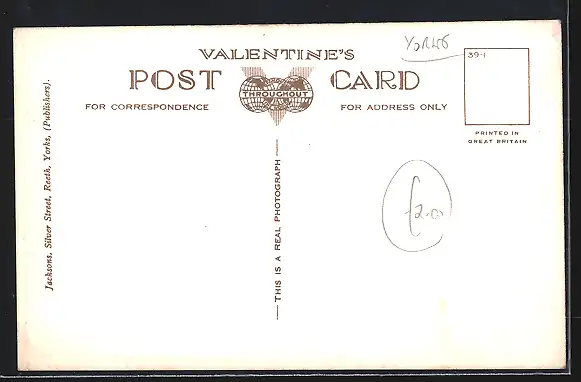 YORKS
VALENTINE'S
POST CARD
THROUGHOUT
FOR CORRESPONDENCE
FOR ADDRESS ONLY
39-1
PRINTED IN
GREAT BRITAIN
Jacksons, Silver Street, Reeth, Yorks, (Publishers).
THIS IS A REAL PHOTOGRAPH
£2.00